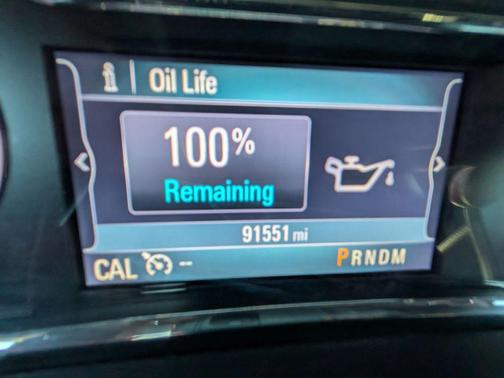 i Oil Life
100%
Remaining
91551 mi
CAL -- PRNDM